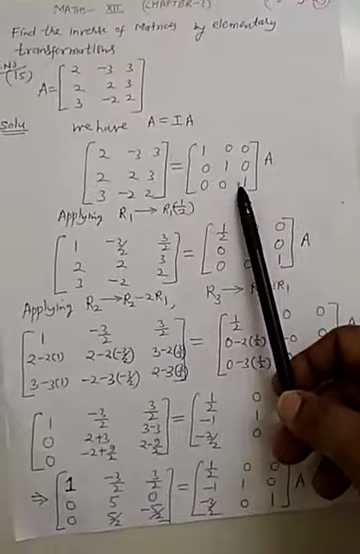 MATHS - XII (CHAPTER-3)
Find the inverse of Matrices by elementary
transformations
(15) A = [ 2 -3 3
2 2 3
3 -2 2 ]
Solu we have A = IA
[ 2 -3 3 ] = [ 1 0 0 ] A
2 2 3 0 1 0
3 -2 2 0 0 1
Applying R₁ → R₁(1/2)
[ 1 -3/2 3/2 ] = [ 1/2 0 ] A
2 2 3 0 0
3 -2 2 0 0 1
Applying R₂ → R₂-2R₁, R₃ → R₁
[ 1 -3/2 3/2 ] = [ 1/2 0 0 ] A
2-2(1) 2-2(-3/2) 3-2(3/2) 0-2(1/2) 0
3-3(1) -2-3(-3/2) 2-3(3/2) 0-3(1/2)
[ 1 -3/2 3/2 ] = [ 1/2 0
0 2+3 3-3 -1 1
0 -2+9/2 2-9/2 -3/2 0
⇒ [ 1 -3/2 3/2 ] = [ 1/2 0 0 ] A
0 5 0 -1 1 0
0 5/2 -5/2 -3/2 0 1